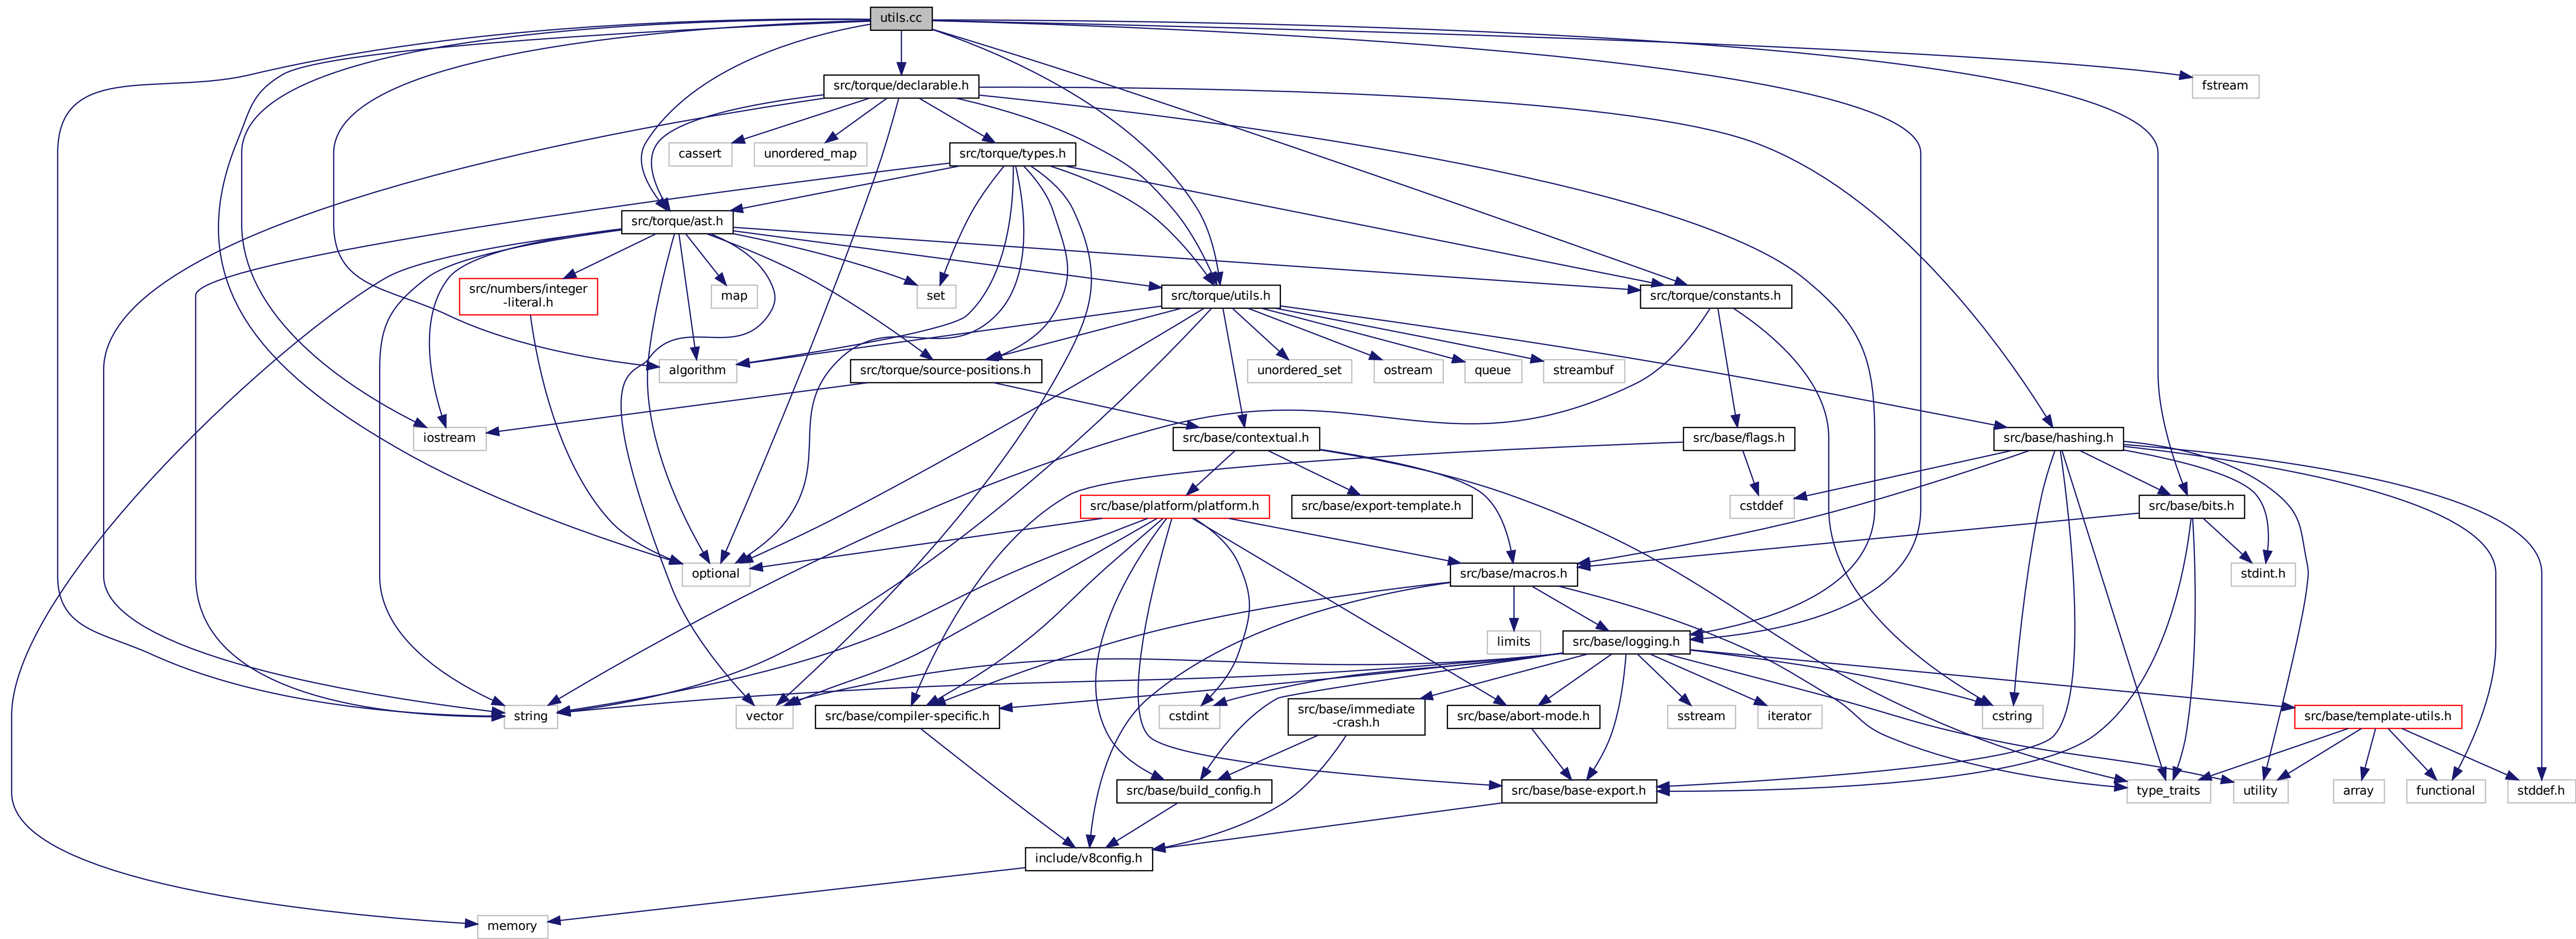 utils.cc
src/torque/declarable.h
fstream
cassert
unordered_map
src/torque/types.h
src/torque/ast.h
src/numbers/integer
-literal.h
map
set
src/torque/utils.h
src/torque/constants.h
algorithm
src/torque/source-positions.h
unordered_set
ostream
queue
streambuf
iostream
src/base/contextual.h
src/base/flags.h
src/base/hashing.h
src/base/platform/platform.h
src/base/export-template.h
cstddef
src/base/bits.h
optional
src/base/macros.h
stdint.h
limits
src/base/logging.h
string
vector
src/base/compiler-specific.h
cstdint
src/base/immediate
-crash.h
src/base/abort-mode.h
sstream
iterator
cstring
src/base/template-utils.h
src/base/build_config.h
src/base/base-export.h
type_traits
utility
array
functional
stddef.h
include/v8config.h
memory